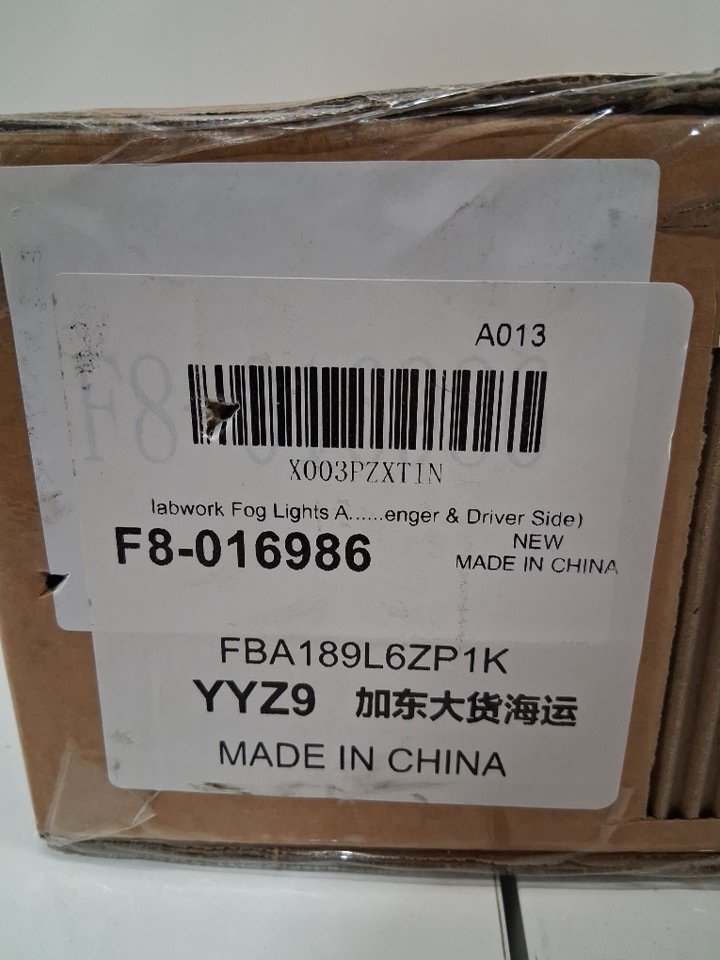 A013
X003PZXT1N
labwork Fog Lights A......enger & Driver Side)
F8-016986
NEW
MADE IN CHINA
FBA189L6ZP1K
YYZ9 加东大货海运
MADE IN CHINA